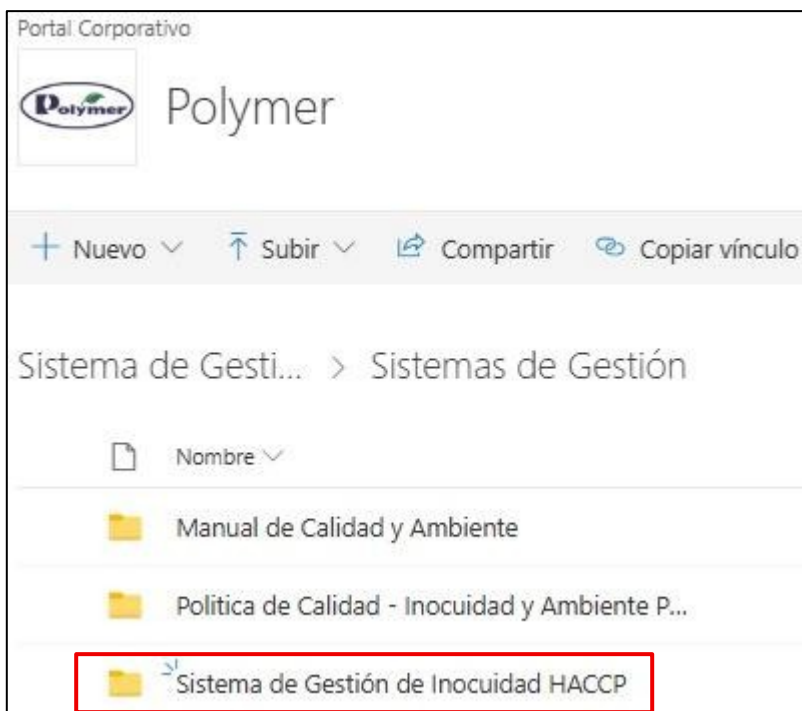 Portal Corporativo
Polymer
Polymer
Nuevo
Subir
Compartir
Copiar vínculo
Sistema de Gesti... > Sistemas de Gestión
Nombre
Manual de Calidad y Ambiente
Politica de Calidad - Inocuidad y Ambiente P...
Sistema de Gestión de Inocuidad HACCP